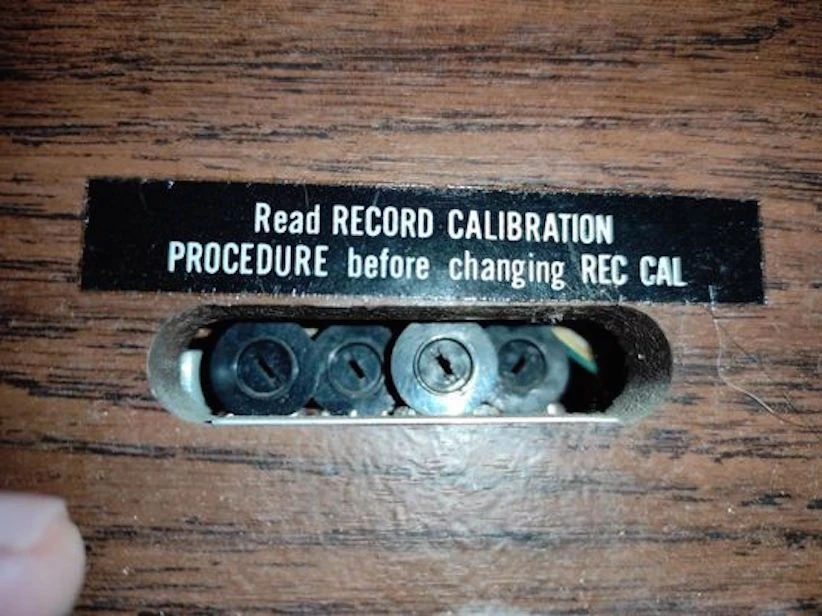 Read RECORD CALIBRATION
PROCEDURE before changing REC CAL